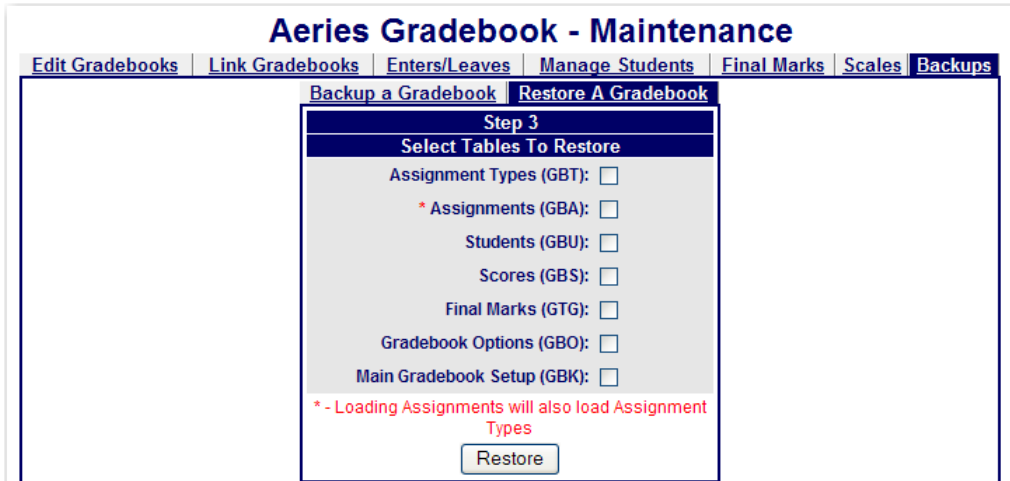 Aeries Gradebook - Maintenance
Edit Gradebooks Link Gradebooks Enters/Leaves Manage Students Final Marks Scales Backups
Backup a Gradebook Restore A Gradebook
Step 3
Select Tables To Restore
Assignment Types (GBT):
* Assignments (GBA):
Students (GBU):
Scores (GBS):
Final Marks (GTG):
Gradebook Options (GBO):
Main Gradebook Setup (GBK):
* - Loading Assignments will also load Assignment
Types
Restore